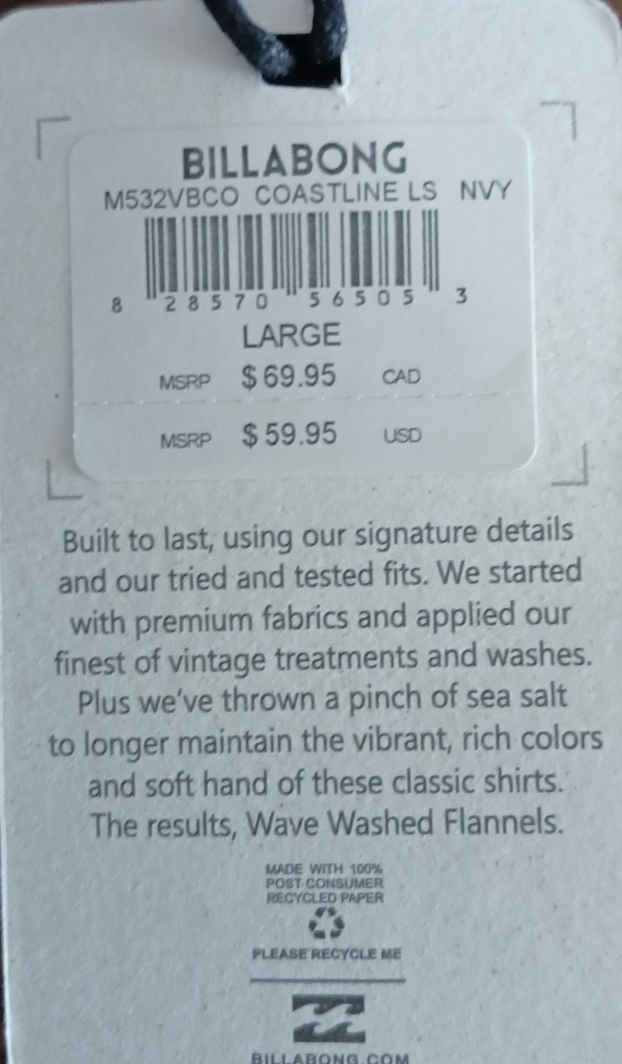 BILLABONG
M532VBCO COASTLINE LS NVY
8 28570 56505 3
LARGE
MSRP $69.95 CAD
MSRP $59.95 USD
Built to last, using our signature details
and our tried and tested fits. We started
with premium fabrics and applied our
finest of vintage treatments and washes.
Plus we've thrown a pinch of sea salt
to longer maintain the vibrant, rich colors
and soft hand of these classic shirts.
The results, Wave Washed Flannels.
MADE WITH 100%
POST-CONSUMER
RECYCLED PAPER
PLEASE RECYCLE ME
BILLABONG.COM